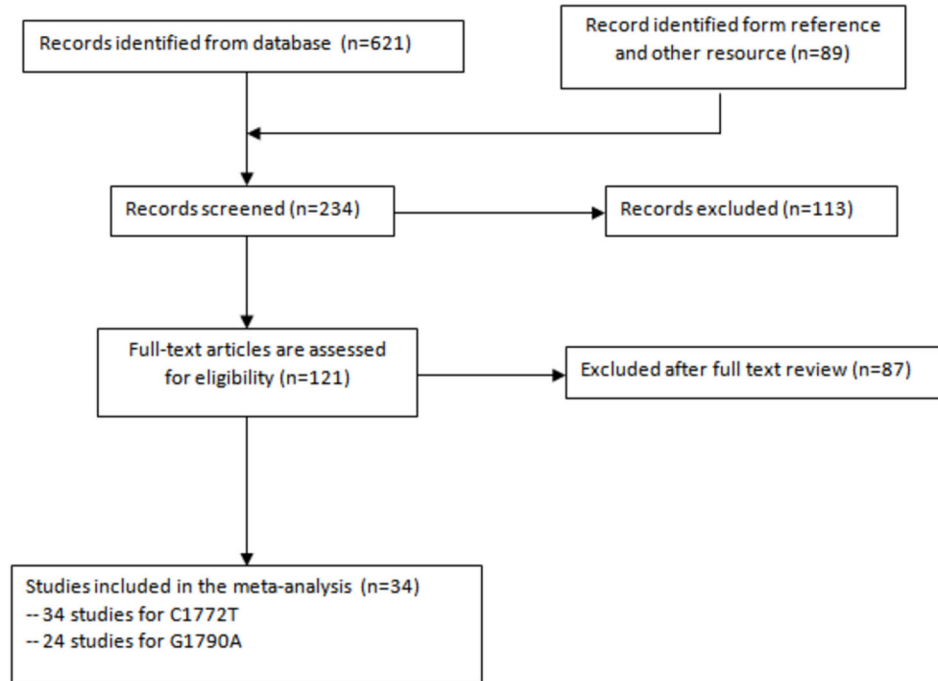 Records identified from database (n=621)
Record identified form reference
and other resource (n=89)
Records screened (n=234)
Records excluded (n=113)
Full-text articles are assessed
for eligibility (n=121)
Excluded after full text review (n=87)
Studies included in the meta-analysis (n=34)
-- 34 studies for C1772T
-- 24 studies for G1790A